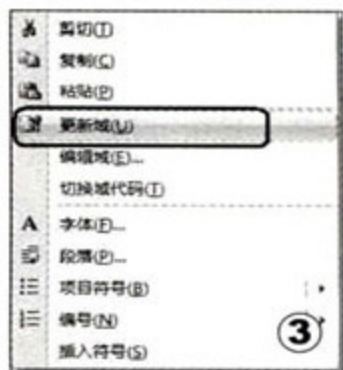 剪切(T)
复制(C)
粘贴(P)
更新域(U)
编辑域(E)...
切换域代码(T)
A 字体(F)...
段落(P)...
项目符号(B)
编号(N)
③
插入符号(S)